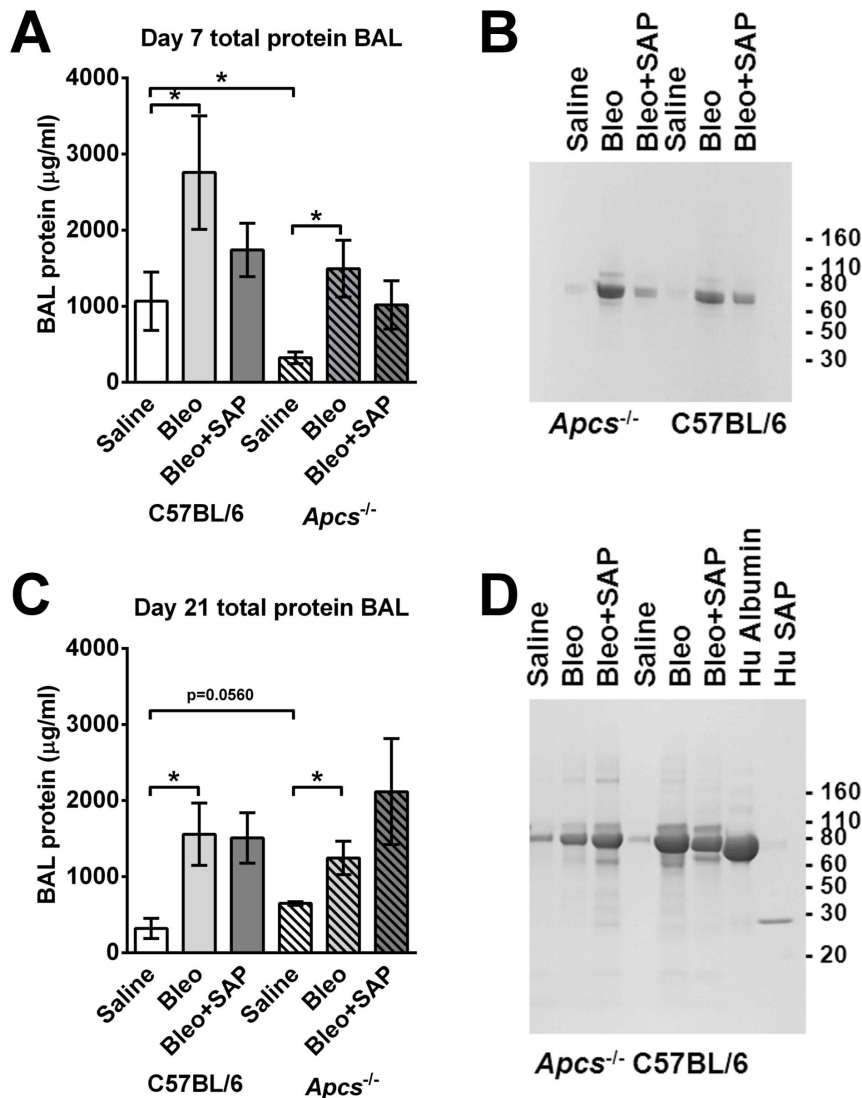 A
Day 7 total protein BAL
BAL protein (µg/ml)
4000
3000
2000
1000
0
*
*
*
Saline
Bleo
Bleo+SAP
Saline
Bleo
Bleo+SAP
C57BL/6
Apcs-/-
B
Saline
Bleo
Bleo+SAP
Saline
Bleo
Bleo+SAP
- 160
- 110
- 80
- 60
- 50
- 30
Apcs-/- C57BL/6
C
Day 21 total protein BAL
BAL protein (µg/ml)
4000
3000
2000
1000
0
p=0.0560
*
*
Saline
Bleo
Bleo+SAP
Saline
Bleo
Bleo+SAP
C57BL/6
Apcs-/-
D
Saline
Bleo
Bleo+SAP
Saline
Bleo
Bleo+SAP
Hu Albumin
Hu SAP
- 160
- 110
- 80
- 60
- 50
- 30
- 20
Apcs-/- C57BL/6